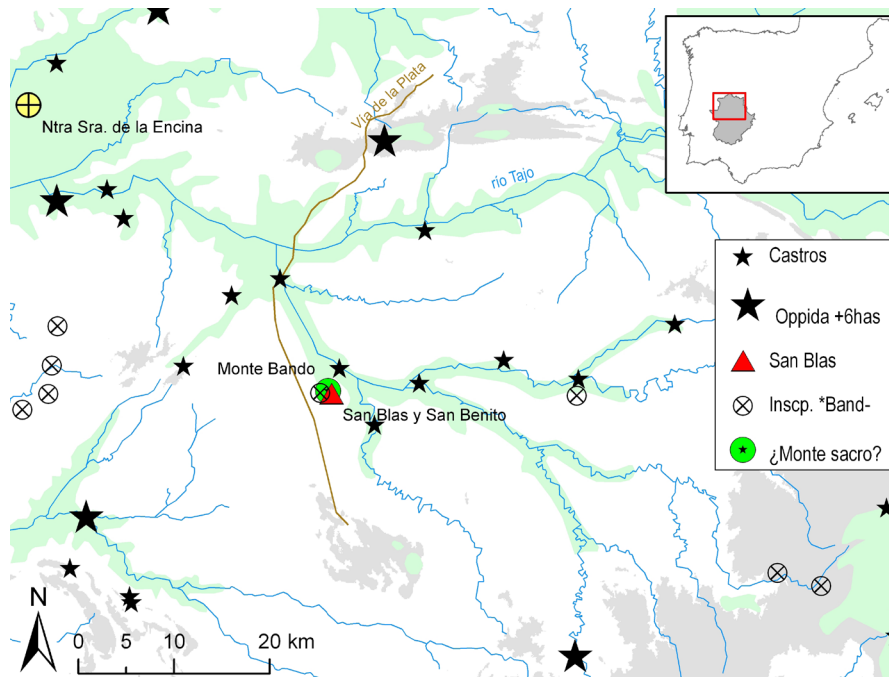 Vía de la Plata
Ntra Sra. de la Encina
río Tajo
Castros
Oppida +6has
Monte Bando
San Blas
San Blas y San Benito
Inscp. *Band-
¿Monte sacro?
N
0 5 10 20 km